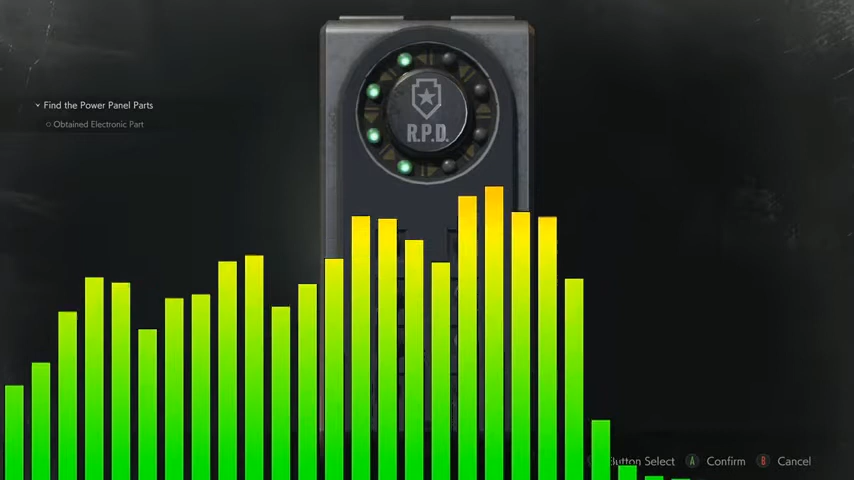 Find the Power Panel Parts
Obtained Electronic Part
R.P.D.
Button Select
A Confirm
B Cancel